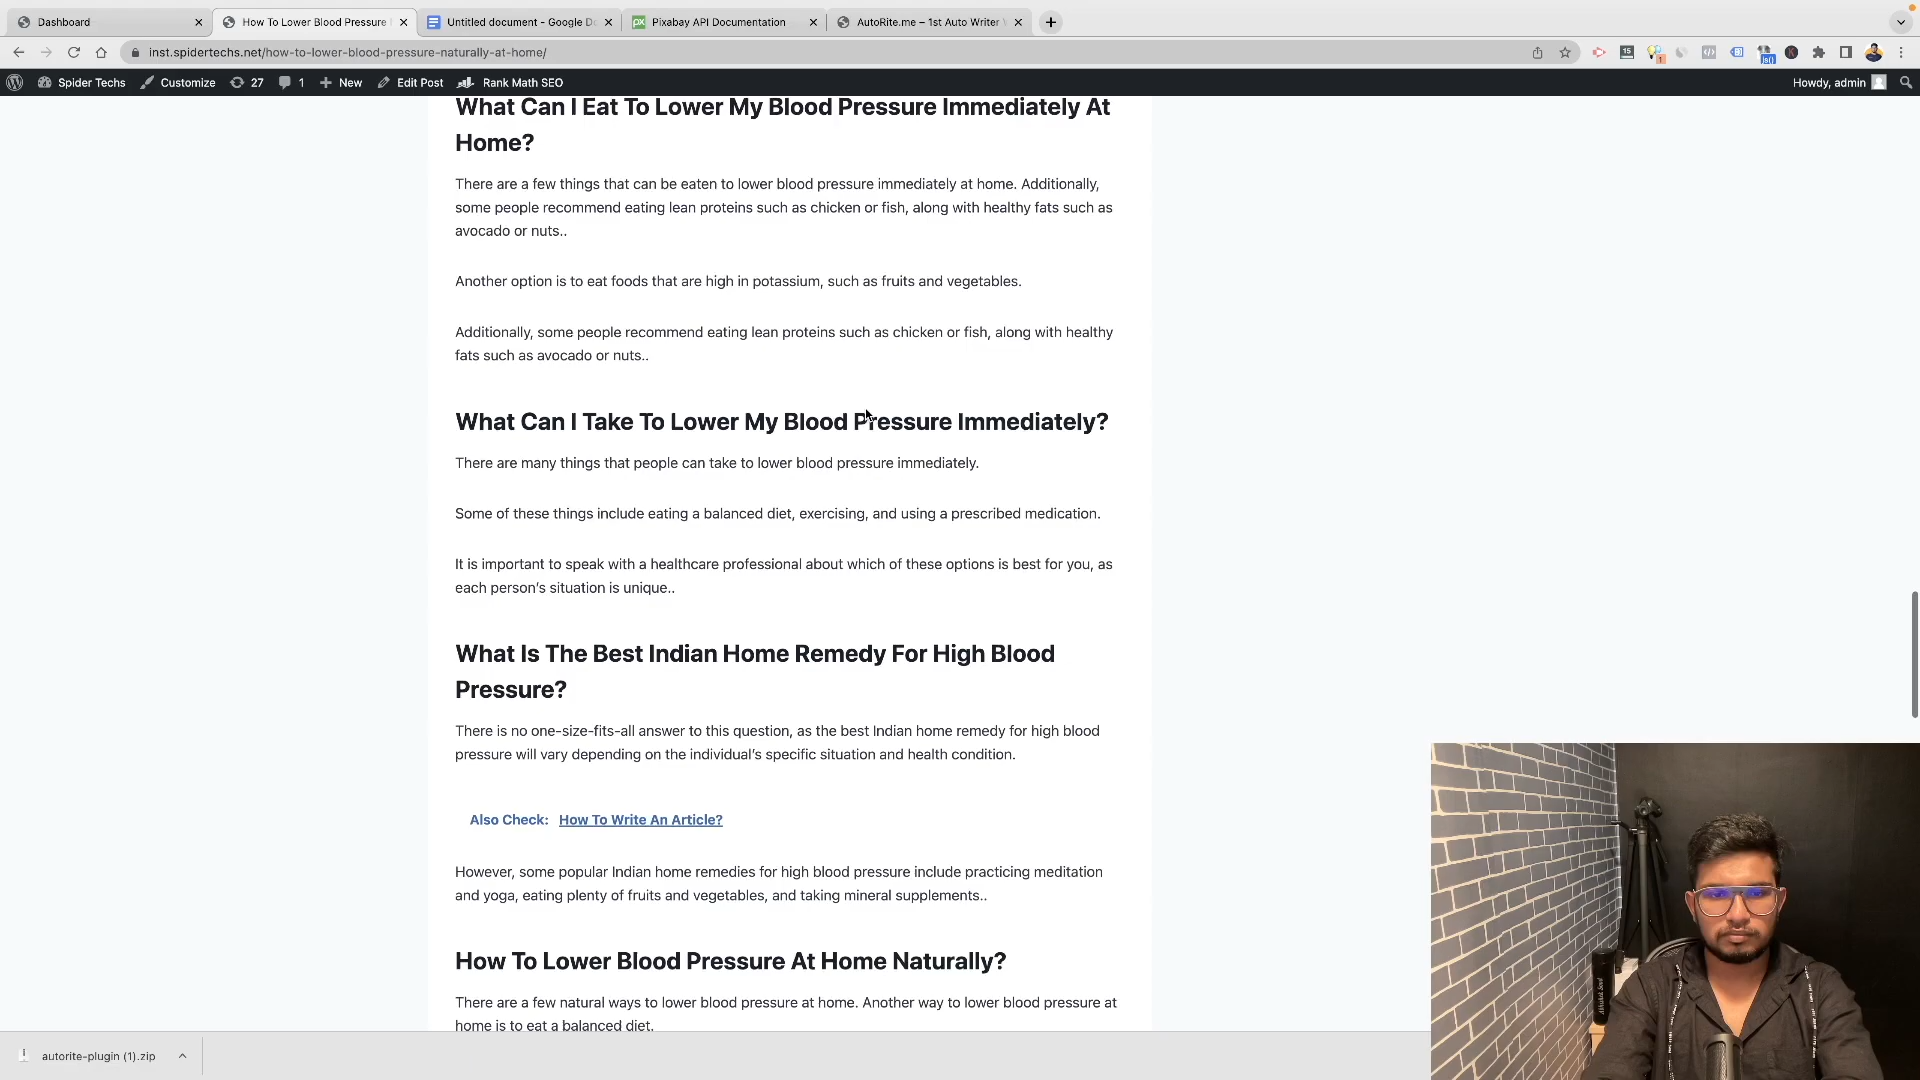 Dashboard
How To Lower Blood Pressure
Untitled document - Google D
Pixabay API Documentation
AutoRite.me – 1st Auto Writer
inst.spidertechs.net/how-to-lower-blood-pressure-naturally-at-home/
Spider Techs
Customize
27
1
New
Edit Post
Rank Math SEO
Howdy, admin
What Can I Eat To Lower My Blood Pressure Immediately At
Home?
There are a few things that can be eaten to lower blood pressure immediately at home. Additionally,
some people recommend eating lean proteins such as chicken or fish, along with healthy fats such as
avocado or nuts..
Another option is to eat foods that are high in potassium, such as fruits and vegetables.
Additionally, some people recommend eating lean proteins such as chicken or fish, along with healthy
fats such as avocado or nuts..
What Can I Take To Lower My Blood Pressure Immediately?
There are many things that people can take to lower blood pressure immediately.
Some of these things include eating a balanced diet, exercising, and using a prescribed medication.
It is important to speak with a healthcare professional about which of these options is best for you, as
each person's situation is unique..
What Is The Best Indian Home Remedy For High Blood
Pressure?
There is no one-size-fits-all answer to this question, as the best Indian home remedy for high blood
pressure will vary depending on the individual's specific situation and health condition.
Also Check: How To Write An Article?
However, some popular Indian home remedies for high blood pressure include practicing meditation
and yoga, eating plenty of fruits and vegetables, and taking mineral supplements..
How To Lower Blood Pressure At Home Naturally?
There are a few natural ways to lower blood pressure at home. Another way to lower blood pressure at
home is to eat a balanced diet.
autorite-plugin (1).zip